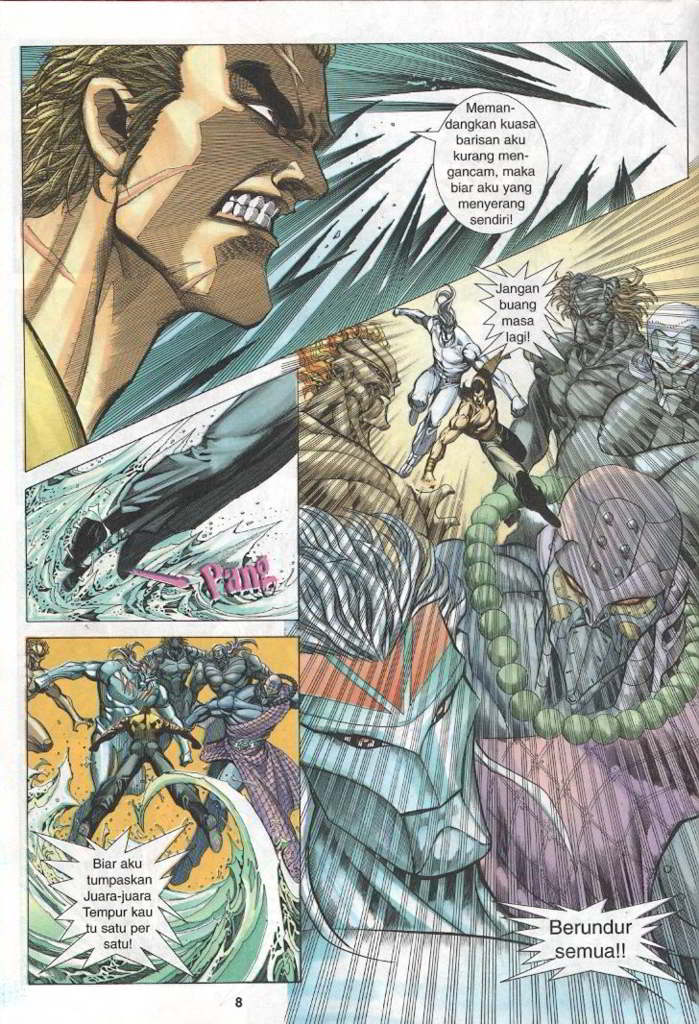 Meman-
dangkan kuasa
barisan aku
kurang men-
gancam, maka
biar aku yang
menyerang
sendiri!
Jangan
buang
masa
lagi!
Pang
Biar aku
tumpaskan
Juara-juara
Tempur kau
tu satu per
satu!
Berundur
semua!!
8